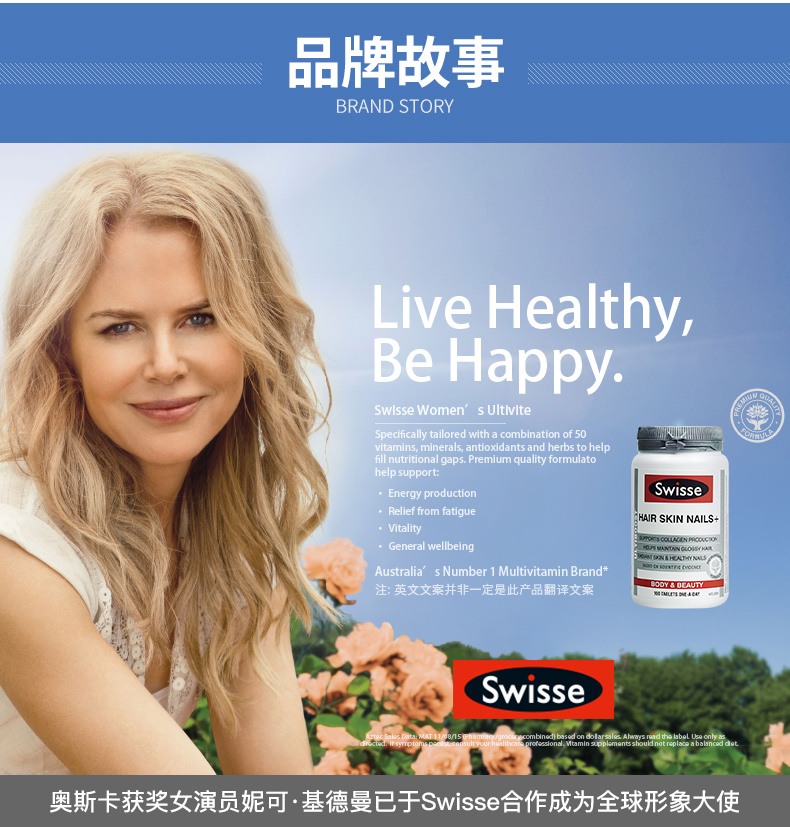 品牌故事
BRAND STORY
Live Healthy,
Be Happy.
Swisse Women's Ultivite
Specifically tailored with a combination of 50
vitamins, minerals, antioxidants and herbs to help
fill nutritional gaps. Premium quality formulato
help support:
· Energy production
· Relief from fatigue
· Vitality
· General wellbeing
Australia's Number 1 Multivitamin Brand*
注: 英文文案并非一定是此产品翻译文案
PREMIUM QUALITY
FORMULA
Swisse
HAIR SKIN NAILS+
SUPPORTS COLLAGEN PRODUCTION
HELPS MAINTAIN GLOSSY HAIR,
RADIANT SKIN & HEALTHY NAILS
BASED ON SCIENTIFIC EVIDENCE
BODY & BEAUTY
100 TABLETS ONE-A-DAY
Swisse
Aztec Sales Data: MAT 11/08/15 (Pharmacy/grocery combined) based on dollar sales. Always read the label. Use only as
directed. If symptoms persist, consult your healthcare professional. Vitamin supplements should not replace a balanced diet.
奥斯卡获奖女演员妮可·基德曼已于Swisse合作成为全球形象大使